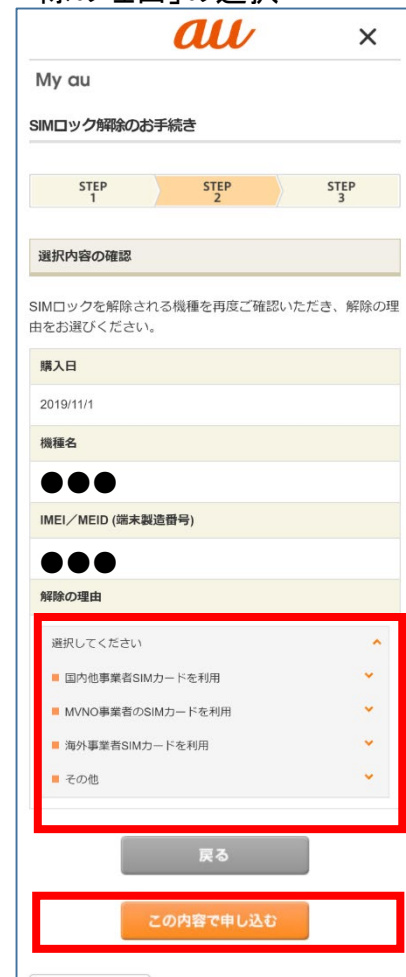 の選択
au
My au
SIMロック解除のお手続き
STEP
1
STEP
2
STEP
3
選択内容の確認
SIMロックを解除される機種を再度ご確認いただき、解除の理
由をお選びください。
購入日
2019/11/1
機種名
●●●
IMEI／MEID (端末製造番号)
●●●
解除の理由
選択してください
国内他事業者SIMカードを利用
MVNO事業者のSIMカードを利用
海外事業者SIMカードを利用
その他
戻る
この内容で申し込む